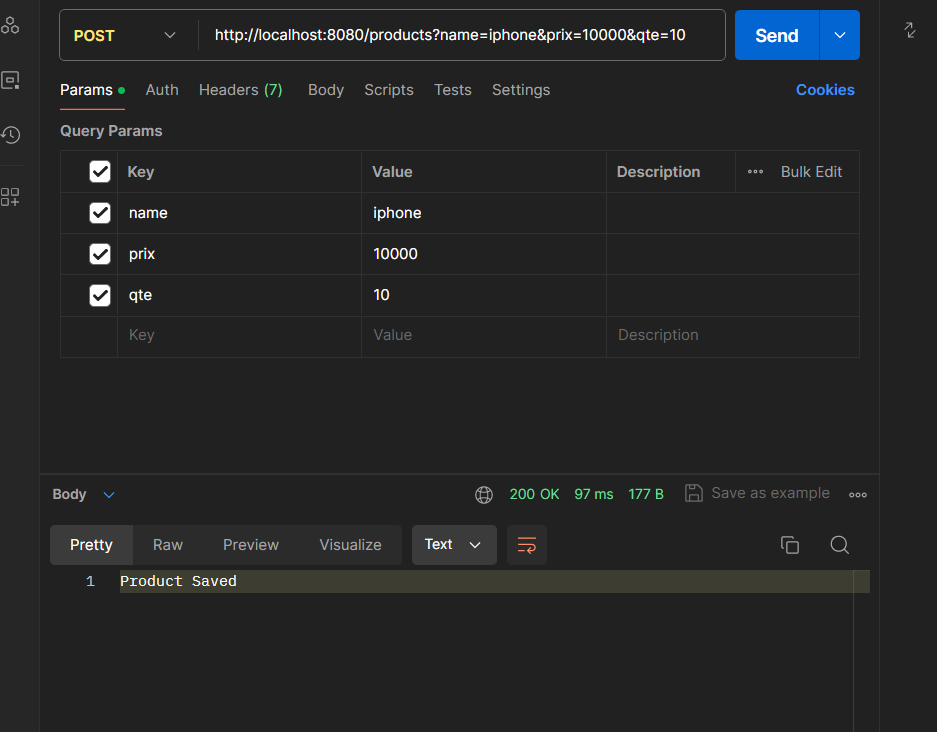 POST http://localhost:8080/products?name=iphone&prix=10000&qte=10 Send
Params Auth Headers (7) Body Scripts Tests Settings Cookies
Query Params
Key Value Description Bulk Edit
name iphone
prix 10000
qte 10
Key Value Description
Body 200 OK 97 ms 177 B Save as example
Pretty Raw Preview Visualize Text
1 Product Saved